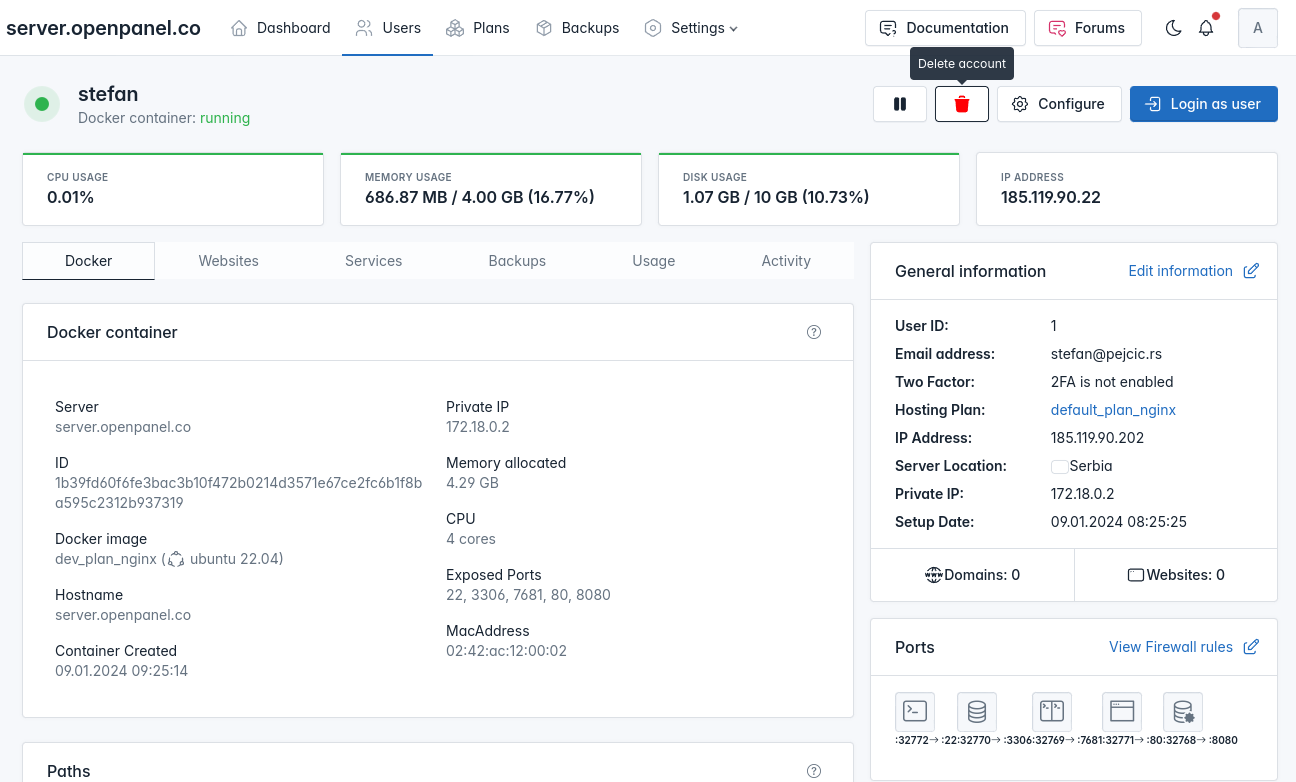 server.openpanel.co
Dashboard
Users
Plans
Backups
Settings
Documentation
Forums
A
Delete account
stefan
Docker container: running
Configure
Login as user
CPU USAGE
0.01%
MEMORY USAGE
686.87 MB / 4.00 GB (16.77%)
DISK USAGE
1.07 GB / 10 GB (10.73%)
IP ADDRESS
185.119.90.22
Docker
Websites
Services
Backups
Usage
Activity
Docker container
Server
server.openpanel.co
ID
1b39fd60f6fe3bac3b10f472b0214d3571e67ce2fc6b1f8b
a595c2312b937319
Docker image
dev_plan_nginx ( ubuntu 22.04)
Hostname
server.openpanel.co
Container Created
09.01.2024 09:25:14
Private IP
172.18.0.2
Memory allocated
4.29 GB
CPU
4 cores
Exposed Ports
22, 3306, 7681, 80, 8080
MacAddress
02:42:ac:12:00:02
Paths
General information
Edit information
User ID: 1
Email address: stefan@pejcic.rs
Two Factor: 2FA is not enabled
Hosting Plan: default_plan_nginx
IP Address: 185.119.90.202
Server Location: Serbia
Private IP: 172.18.0.2
Setup Date: 09.01.2024 08:25:25
Domains: 0
Websites: 0
Ports
View Firewall rules
:32772→ :22:32770→ :3306:32769→ :7681:32771→ :80:32768→ :8080